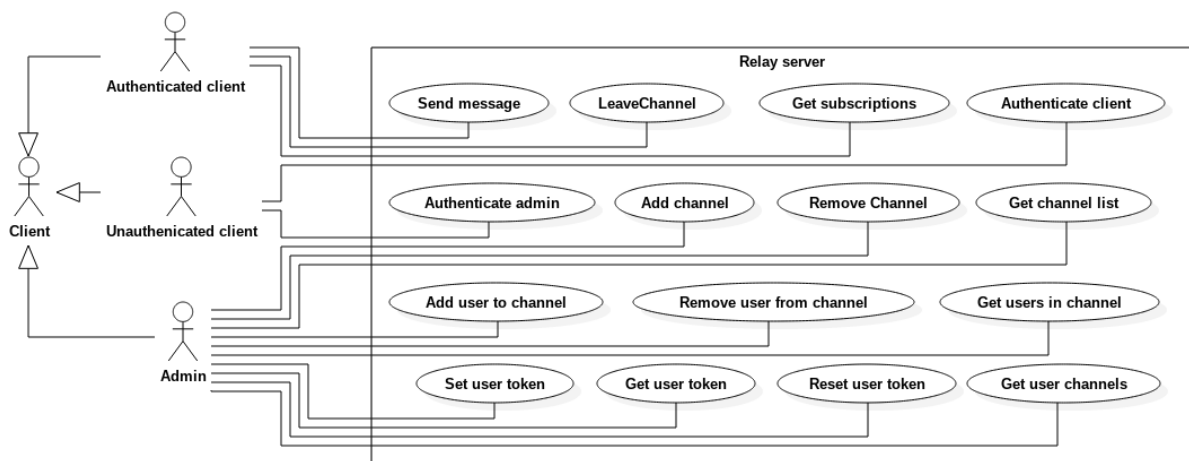 Relay server
Authenticated client
Send message
LeaveChannel
Get subscriptions
Authenticate client
Client
Unauthenicated client
Authenticate admin
Add channel
Remove Channel
Get channel list
Add user to channel
Remove user from channel
Get users in channel
Admin
Set user token
Get user token
Reset user token
Get user channels